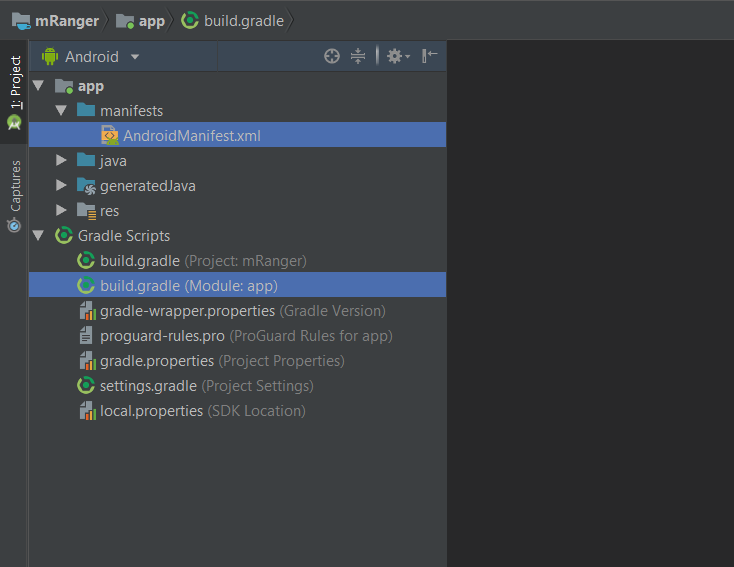 mRanger app build.gradle
1: Project
Captures
Android
app
manifests
AndroidManifest.xml
java
generatedJava
res
Gradle Scripts
build.gradle (Project: mRanger)
build.gradle (Module: app)
gradle-wrapper.properties (Gradle Version)
proguard-rules.pro (ProGuard Rules for app)
gradle.properties (Project Properties)
settings.gradle (Project Settings)
local.properties (SDK Location)